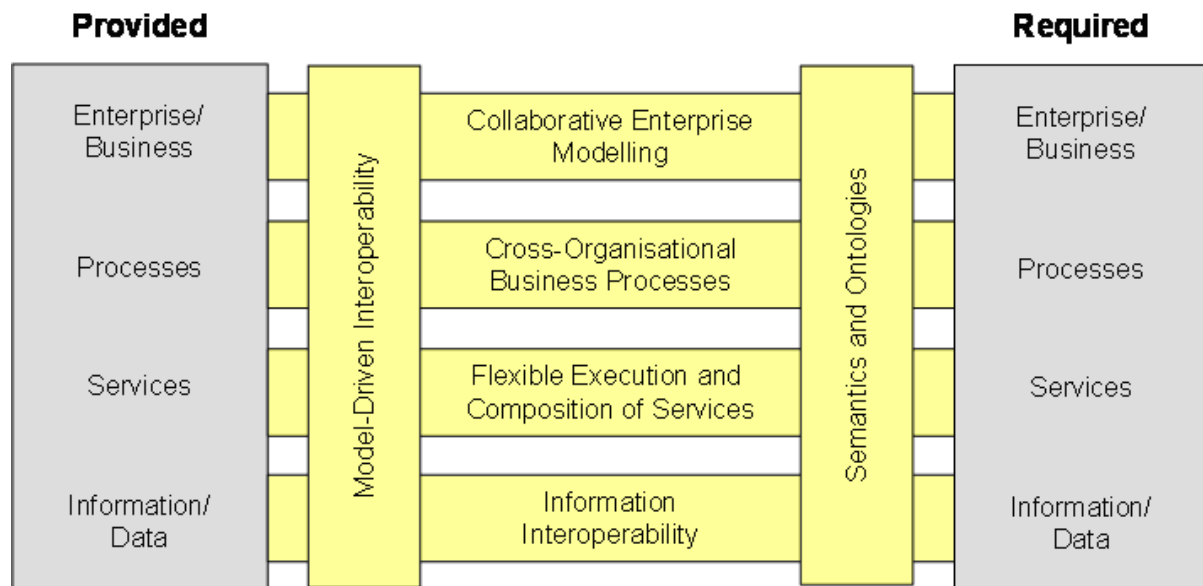 Provided
Required
Enterprise/
Business
Processes
Services
Information/
Data
Model-Driven Interoperability
Collaborative Enterprise
Modelling
Cross-Organisational
Business Processes
Flexible Execution and
Composition of Services
Information
Interoperability
Semantics and Ontologies
Enterprise/
Business
Processes
Services
Information/
Data